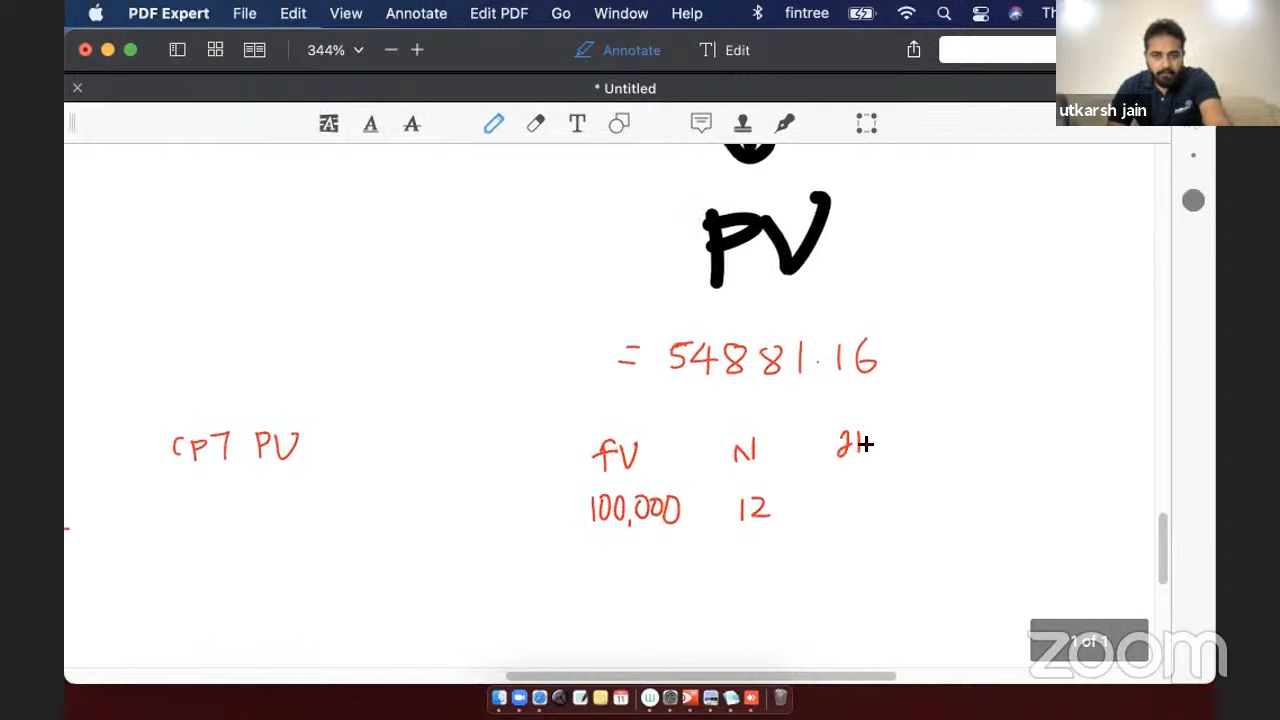 PDF Expert File Edit View Annotate Edit PDF Go Window Help fintree
344% Annotate Edit
* Untitled
utkarsh jain
PV
= 54881.16
CPT PV
FV N
100,000 12
1 of 1
zoom